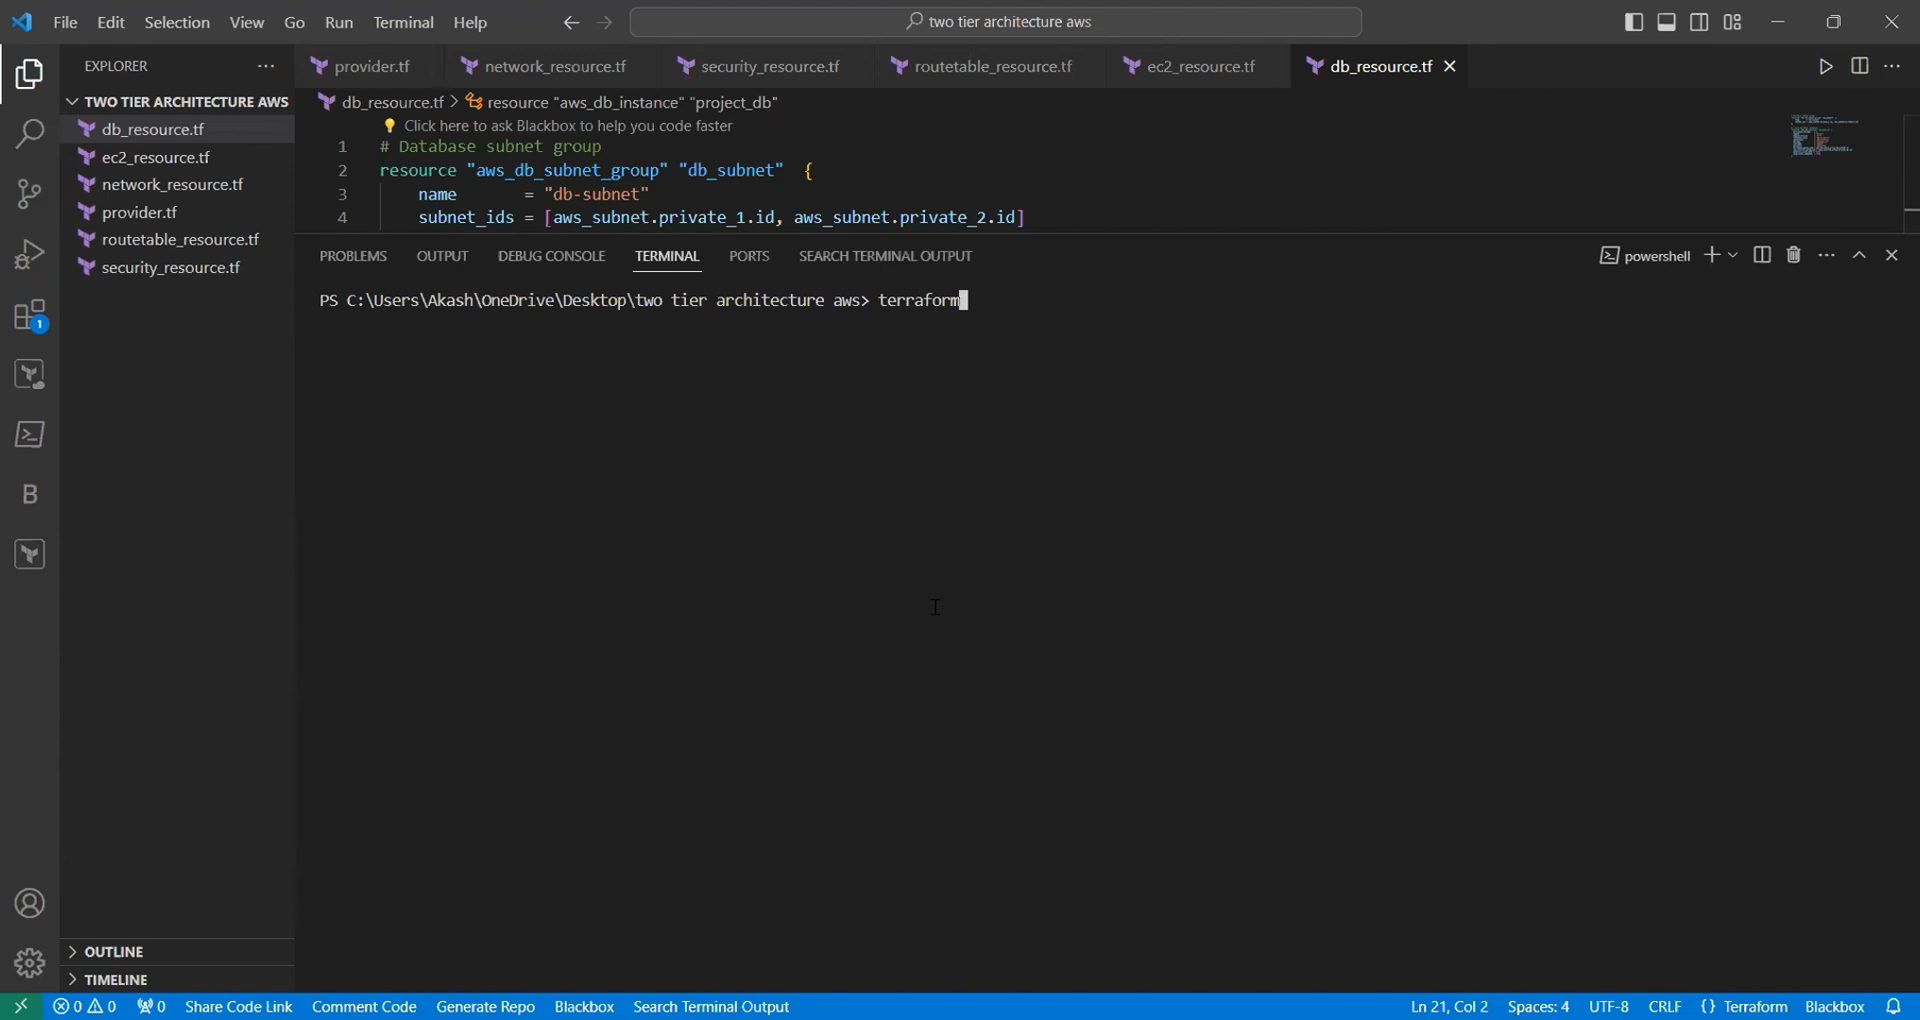 File Edit Selection View Go Run Terminal Help
two tier architecture aws
EXPLORER
TWO TIER ARCHITECTURE AWS
db_resource.tf
ec2_resource.tf
network_resource.tf
provider.tf
routetable_resource.tf
security_resource.tf
OUTLINE
TIMELINE
provider.tf network_resource.tf security_resource.tf routetable_resource.tf ec2_resource.tf db_resource.tf
db_resource.tf > resource "aws_db_instance" "project_db"
Click here to ask Blackbox to help you code faster
1 # Database subnet group
2 resource "aws_db_subnet_group" "db_subnet" {
3 name = "db-subnet"
4 subnet_ids = [aws_subnet.private_1.id, aws_subnet.private_2.id]
PROBLEMS OUTPUT DEBUG CONSOLE TERMINAL PORTS SEARCH TERMINAL OUTPUT
powershell
PS C:\Users\Akash\OneDrive\Desktop\two tier architecture aws> terraform
1
B
0 0 0 Share Code Link Comment Code Generate Repo Blackbox Search Terminal Output
Ln 21, Col 2 Spaces: 4 UTF-8 CRLF {} Terraform Blackbox